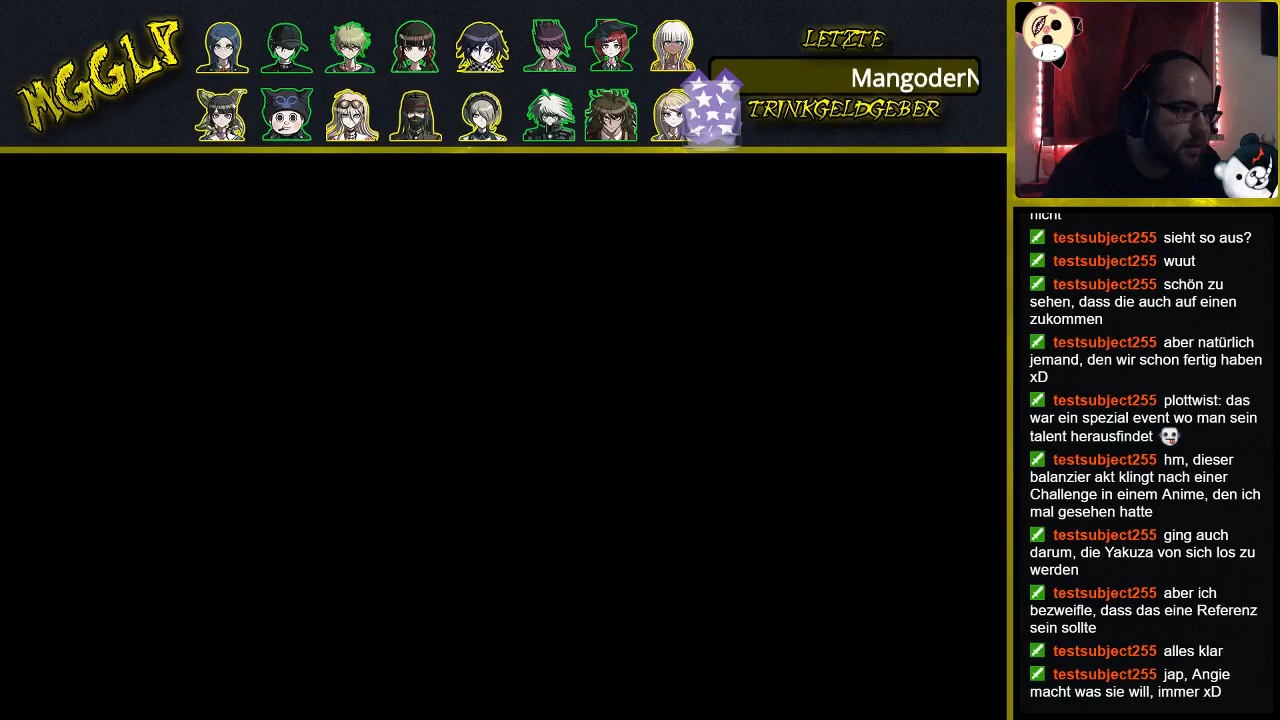 MGGLP
LETZTE
MangoderN
TRINKGELDGEBER
nicht
testsubject255 sieht so aus?
testsubject255 wuut
testsubject255 schön zu
sehen, dass die auch auf einen
zukommen
testsubject255 aber natürlich
jemand, den wir schon fertig haben
xD
testsubject255 plottwist: das
war ein spezial event wo man sein
talent herausfindet
testsubject255 hm, dieser
balanzier akt klingt nach einer
Challenge in einem Anime, den ich
mal gesehen hatte
testsubject255 ging auch
darum, die Yakuza von sich los zu
werden
testsubject255 aber ich
bezweifle, dass das eine Referenz
sein sollte
testsubject255 alles klar
testsubject255 jap, Angie
macht was sie will, immer xD